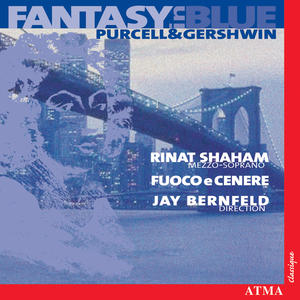 FANTASY IN BLUE
PURCELL&GERSHWIN
RINAT SHAHAM
MEZZO-SOPRANO
FUOCO e CENERE
JAY BERNFELD
DIRECTION
ATMA classique